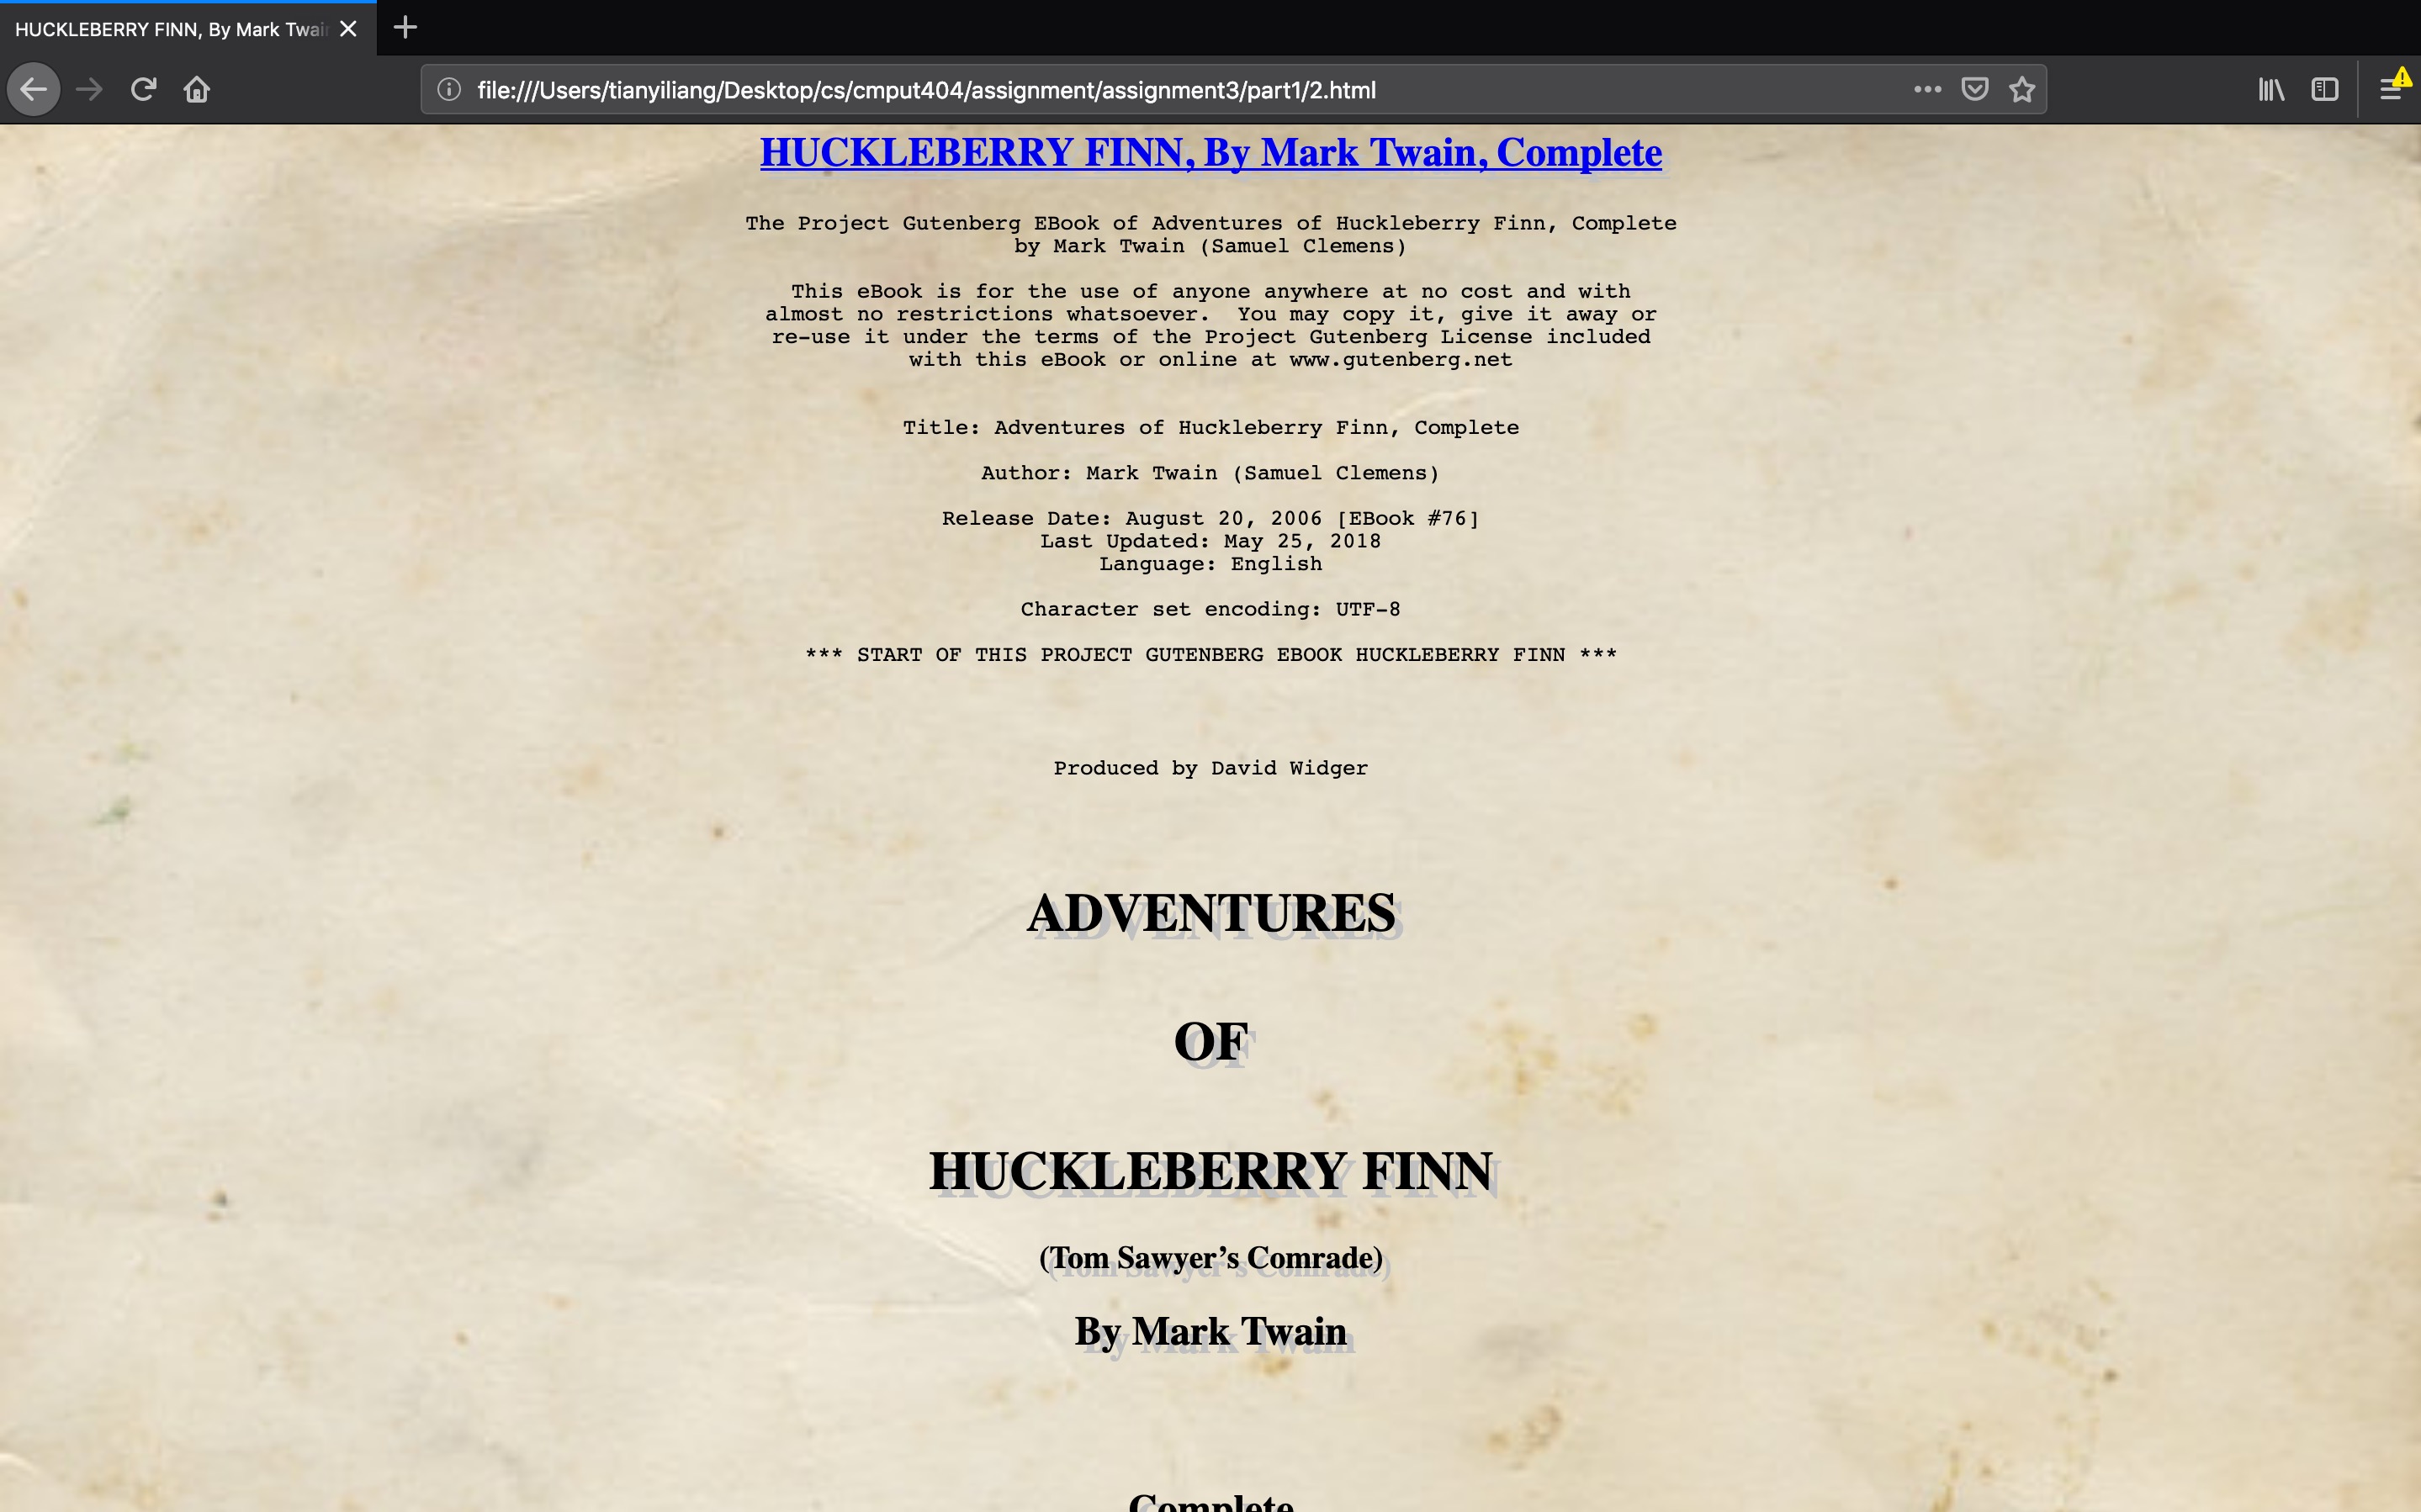 HUCKLEBERRY FINN, By Mark Twain
file:///Users/tianyiliang/Desktop/cs/cmput404/assignment/assignment3/part1/2.html
HUCKLEBERRY FINN, By Mark Twain, Complete
The Project Gutenberg EBook of Adventures of Huckleberry Finn, Complete
by Mark Twain (Samuel Clemens)
This eBook is for the use of anyone anywhere at no cost and with
almost no restrictions whatsoever.  You may copy it, give it away or
re-use it under the terms of the Project Gutenberg License included
with this eBook or online at www.gutenberg.net
Title: Adventures of Huckleberry Finn, Complete
Author: Mark Twain (Samuel Clemens)
Release Date: August 20, 2006 [EBook #76]
Last Updated: May 25, 2018
Language: English
Character set encoding: UTF-8
*** START OF THIS PROJECT GUTENBERG EBOOK HUCKLEBERRY FINN ***
Produced by David Widger
ADVENTURES
OF
HUCKLEBERRY FINN
(Tom Sawyer’s Comrade)
By Mark Twain
Complete